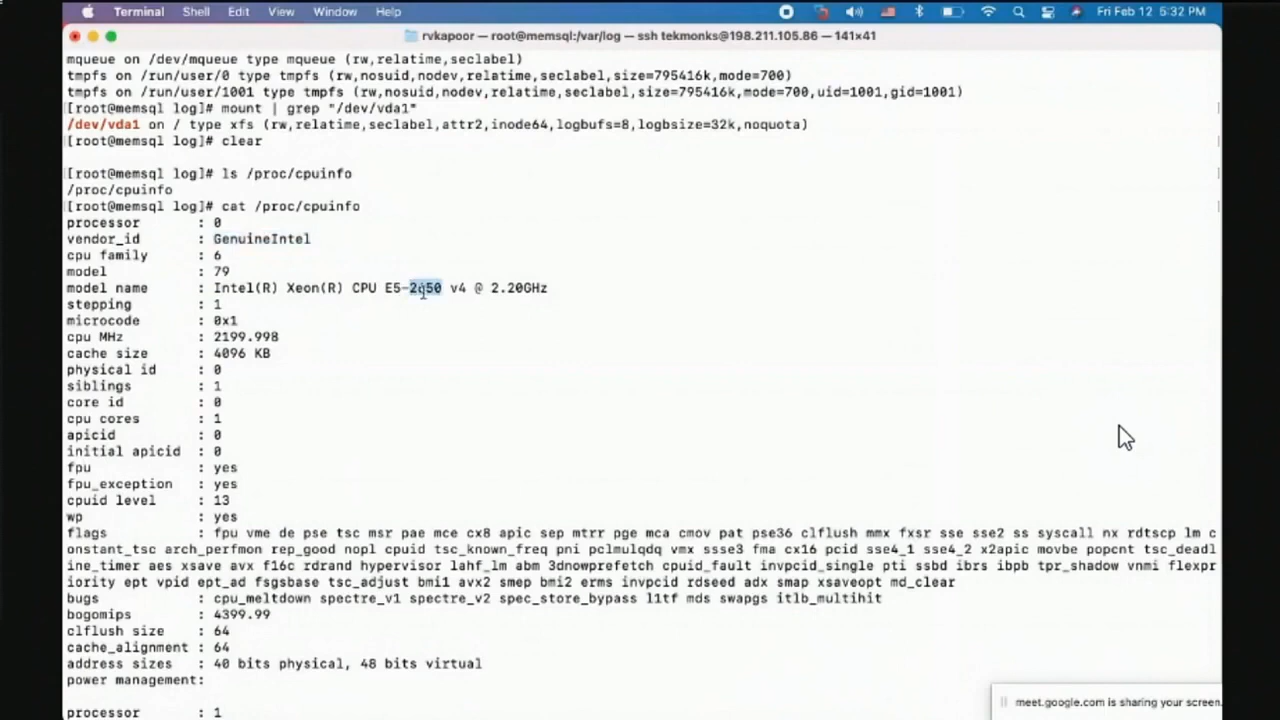 Terminal Shell Edit View Window Help Fri Feb 12 5:32 PM
rvkapoor — root@memsql:/var/log — ssh tekmonks@198.211.105.86 — 141x41
mqueue on /dev/mqueue type mqueue (rw,relatime,seclabel)
tmpfs on /run/user/0 type tmpfs (rw,nosuid,nodev,relatime,seclabel,size=795416k,mode=700)
tmpfs on /run/user/1001 type tmpfs (rw,nosuid,nodev,relatime,seclabel,size=795416k,mode=700,uid=1001,gid=1001)
[root@memsql log]# mount | grep "/dev/vda1"
/dev/vda1 on / type xfs (rw,relatime,seclabel,attr2,inode64,logbufs=8,logbsize=32k,noquota)
[root@memsql log]# clear
[root@memsql log]# ls /proc/cpuinfo
/proc/cpuinfo
[root@memsql log]# cat /proc/cpuinfo
processor : 0
vendor_id : GenuineIntel
cpu family : 6
model : 79
model name : Intel(R) Xeon(R) CPU E5-2650 v4 @ 2.20GHz
stepping : 1
microcode : 0x1
cpu MHz : 2199.998
cache size : 4096 KB
physical id : 0
siblings : 1
core id : 0
cpu cores : 1
apicid : 0
initial apicid : 0
fpu : yes
fpu_exception : yes
cpuid level : 13
wp : yes
flags : fpu vme de pse tsc msr pae mce cx8 apic sep mtrr pge mca cmov pat pse36 clflush mmx fxsr sse sse2 ss syscall nx rdtscp lm c
onstant_tsc arch_perfmon rep_good nopl cpuid tsc_known_freq pni pclmulqdq vmx ssse3 fma cx16 pcid sse4_1 sse4_2 x2apic movbe popcnt tsc_deadl
ine_timer aes xsave avx f16c rdrand hypervisor lahf_lm abm 3dnowprefetch cpuid_fault invpcid_single pti ssbd ibrs ibpb tpr_shadow vnmi flexpr
iority ept vpid ept_ad fsgsbase tsc_adjust bmi1 avx2 smep bmi2 erms invpcid rdseed adx smap xsaveopt md_clear
bugs : cpu_meltdown spectre_v1 spectre_v2 spec_store_bypass l1tf mds swapgs itlb_multihit
bogomips : 4399.99
clflush size : 64
cache_alignment : 64
address sizes : 40 bits physical, 48 bits virtual
power management:
processor : 1
meet.google.com is sharing your screen.